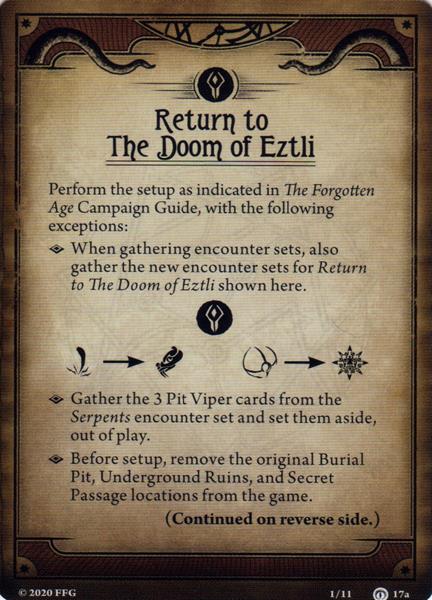 Return to
The Doom of Eztli
Perform the setup as indicated in The Forgotten
Age Campaign Guide, with the following
exceptions:
When gathering encounter sets, also
gather the new encounter sets for Return
to The Doom of Eztli shown here.
Gather the 3 Pit Viper cards from the
Serpents encounter set and set them aside,
out of play.
Before setup, remove the original Burial
Pit, Underground Ruins, and Secret
Passage locations from the game.
(Continued on reverse side.)
© 2020 FFG
1/11
17a